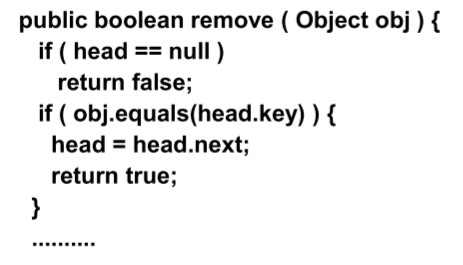 public boolean remove ( Object obj ) {
if ( head == null )
return false;
if ( obj.equals(head.key) ) {
head = head.next;
return true;
}
..........